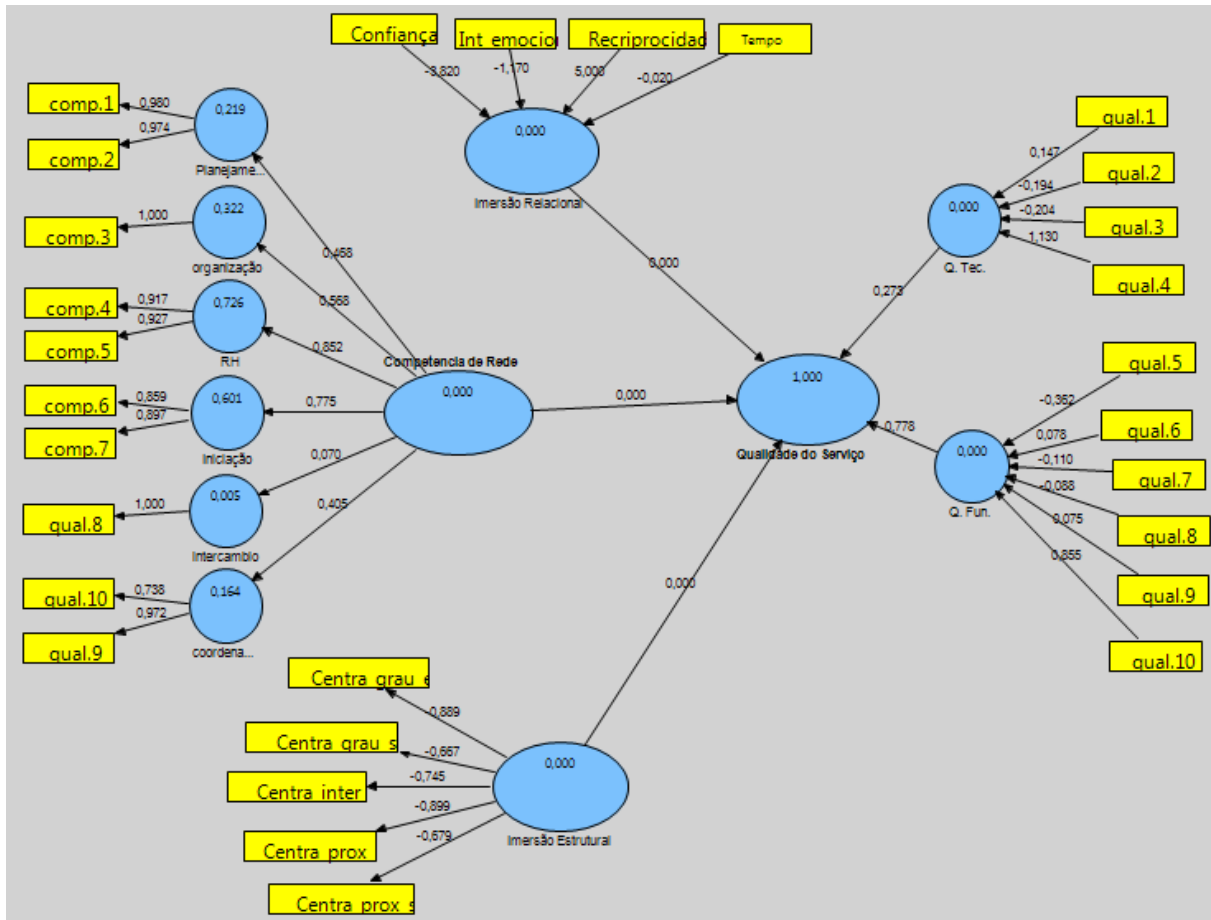 Confiança
Int emocior
Recriprocidad
Tempo
-3,820
-1,170
5,000
-0,020
0,000
Imersão Relacional
0,000
comp.1
comp.2
0,980
0,974
0,219
Planejame...
0,468
comp.3
1,000
0,322
organização
0,568
comp.4
comp.5
0,917
0,927
0,726
RH
0,852
comp.6
comp.7
0,859
0,897
0,601
Iniciação
0,775
qual.8
1,000
0,005
Intercambio
0,070
qual.10
qual.9
0,738
0,972
0,164
coordena...
0,405
Competencia de Rede
0,000
0,000
1,000
Qualidade do Serviço
qual.1
qual.2
qual.3
qual.4
0,147
-0,194
-0,204
1,130
0,000
Q. Tec.
0,273
qual.5
qual.6
qual.7
qual.8
qual.9
qual.10
-0,362
0,078
-0,110
-0,088
0,075
0,855
0,000
Q. Fun.
0,778
0,000
Centra grau e
Centra grau s
Centra inter
Centra prox
Centra prox s
-0,889
-0,667
-0,745
-0,899
-0,679
0,000
Imersão Estrutural